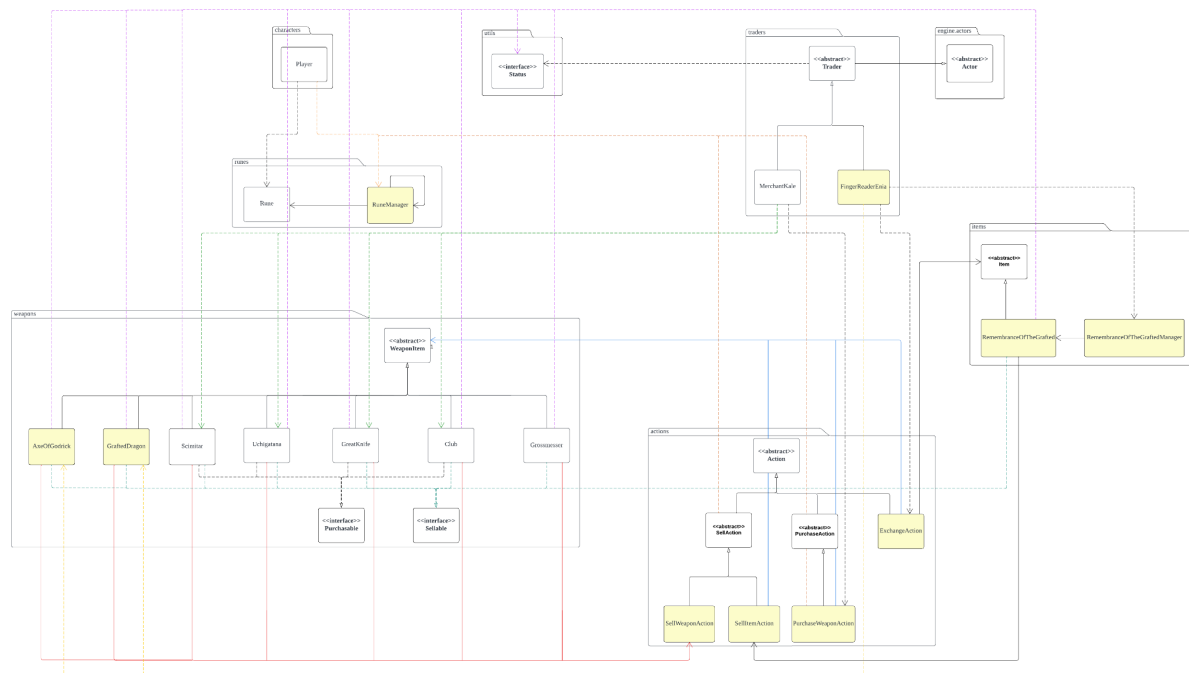 characters
Player
utils
<<interface>>
Status
traders
<<abstract>>
Trader
engine.actors
<<abstract>>
Actor
runes
Rune
RuneManager
MerchantKale
FingerReaderEnia
items
<<abstract>>
Item
RemembranceOfTheGrafted
RemembranceOfTheGraftedManager
weapons
<<abstract>>
WeaponItem
AxeOfGodrick
GraftedDragon
Scimitar
Uchigatana
GreatKnife
Club
Grossmesser
<<interface>>
Purchasable
<<interface>>
Sellable
actions
<<abstract>>
Action
<<abstract>>
SellAction
<<abstract>>
PurchaseAction
ExchangeAction
SellWeaponAction
SellItemAction
PurchaseWeaponAction